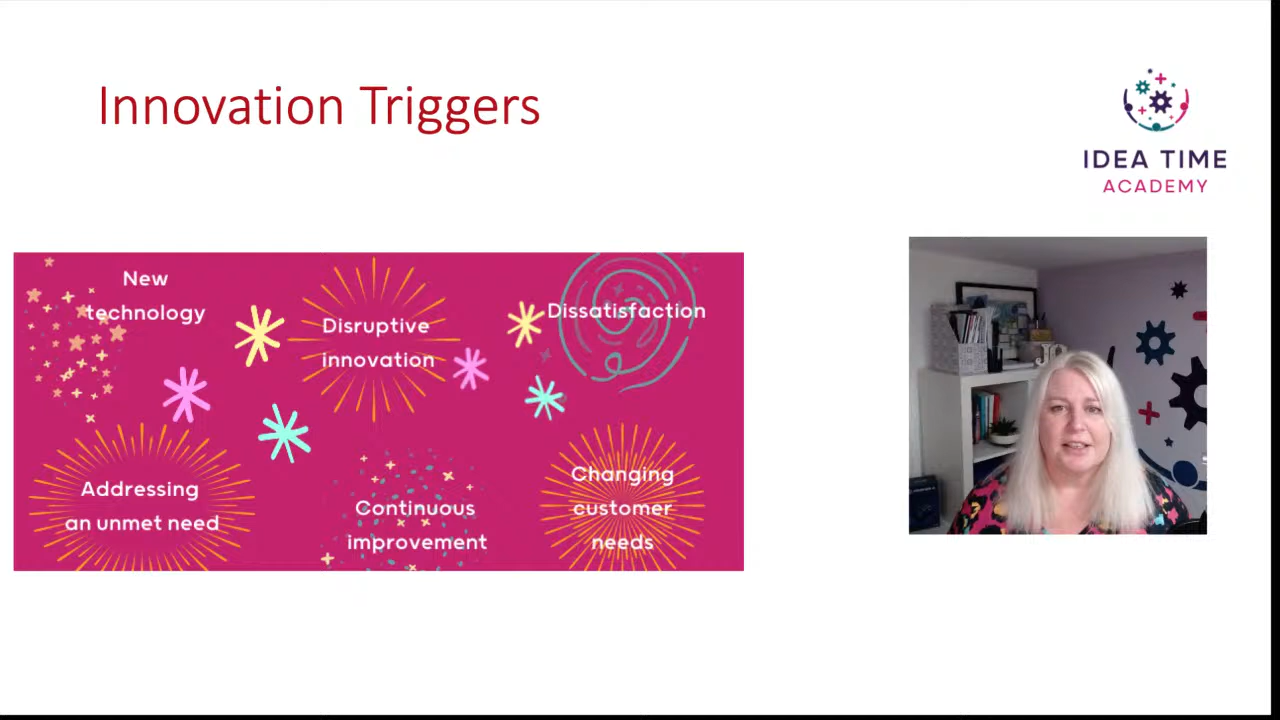 Innovation Triggers
IDEA TIME
ACADEMY
New
technology
Disruptive
innovation
Dissatisfaction
Addressing
an unmet need
Continuous
improvement
Changing
customer
needs